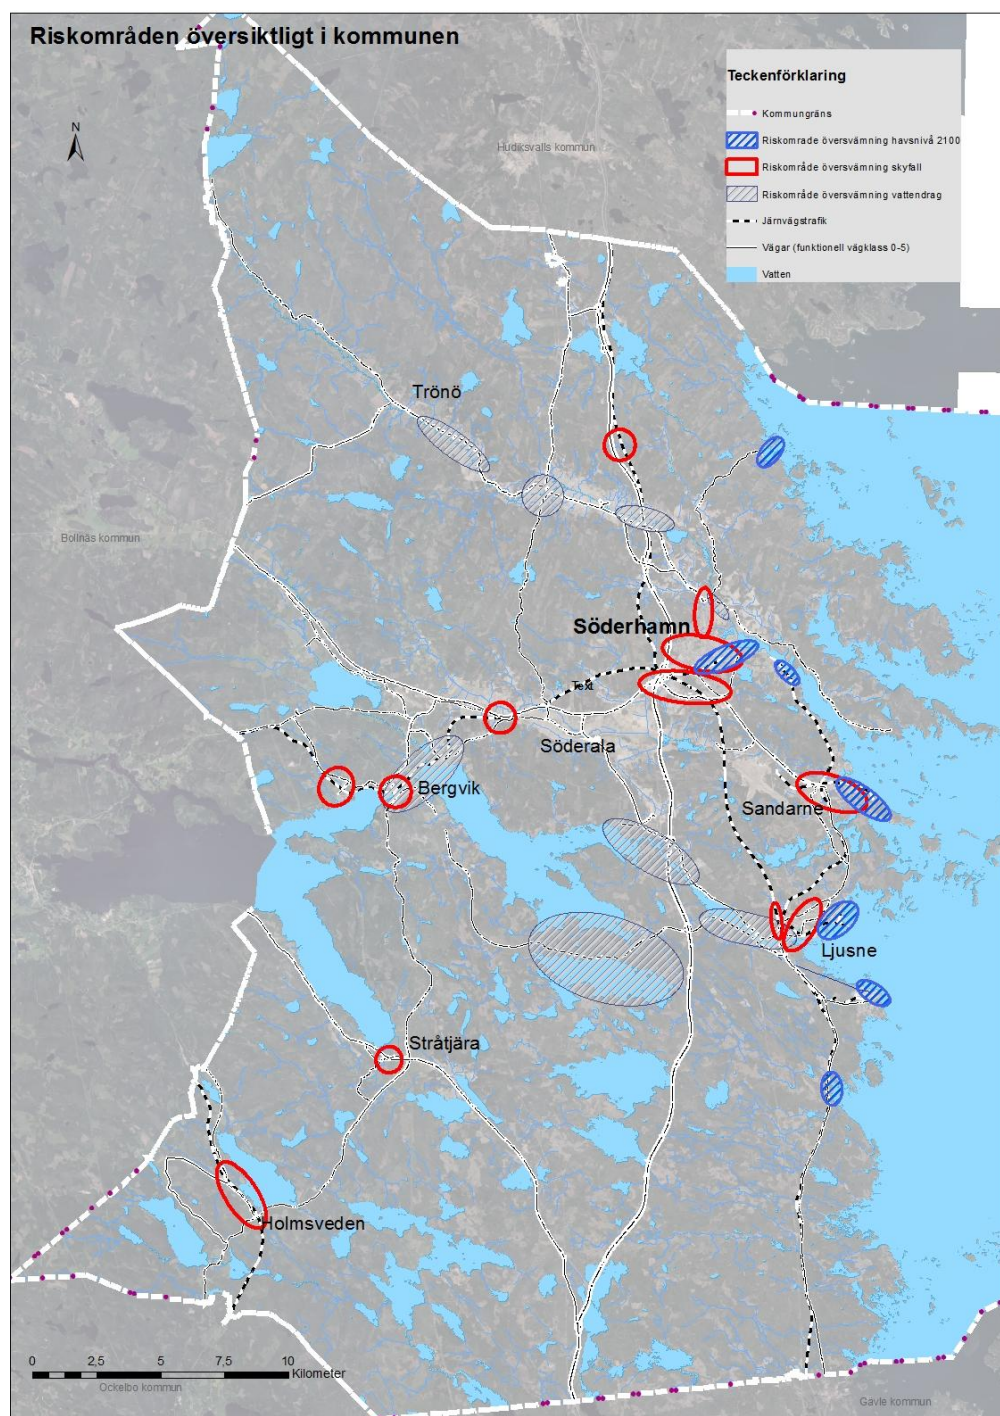 Riskområden översiktligt i kommunen
Teckenförklaring
Kommungräns
Riskomrade översvämning havsnivå 2100
Riskområde översvämning skyfall
Riskområde översvämning vattendrag
Järnvägstrafik
Vägar (funktionell vägklass 0-5)
Vatten
N
Hudiksvalls kommun
Trönö
Bollnäs kommun
Söderhamn
Text
Söderala
Bergvik
Sandarne
Ljusne
Stråtjära
Holmsveden
0 2,5 5 7,5 10
Kilometer
Ockelbo kommun
Gävle kommun